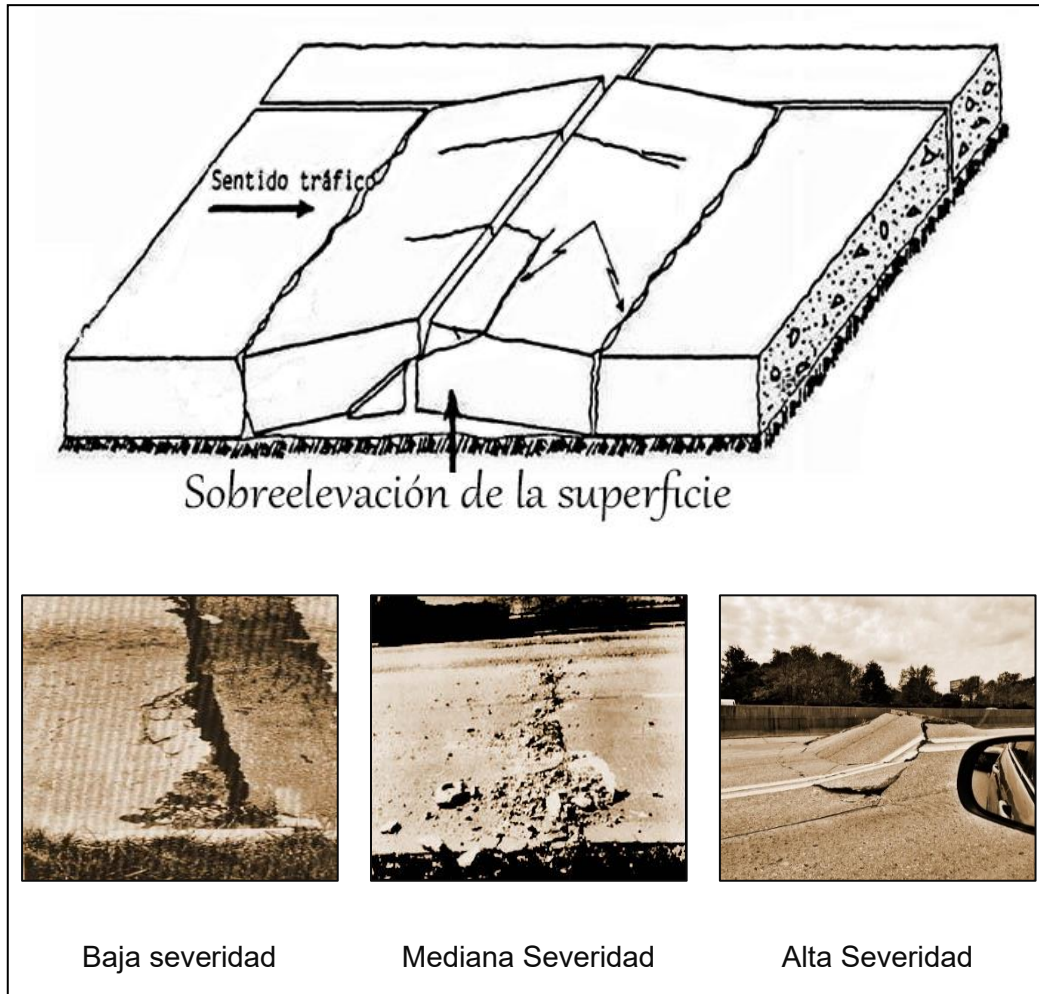 Sentido tráfico
Sobreelevación de la superficie
Baja severidad
Mediana Severidad
Alta Severidad